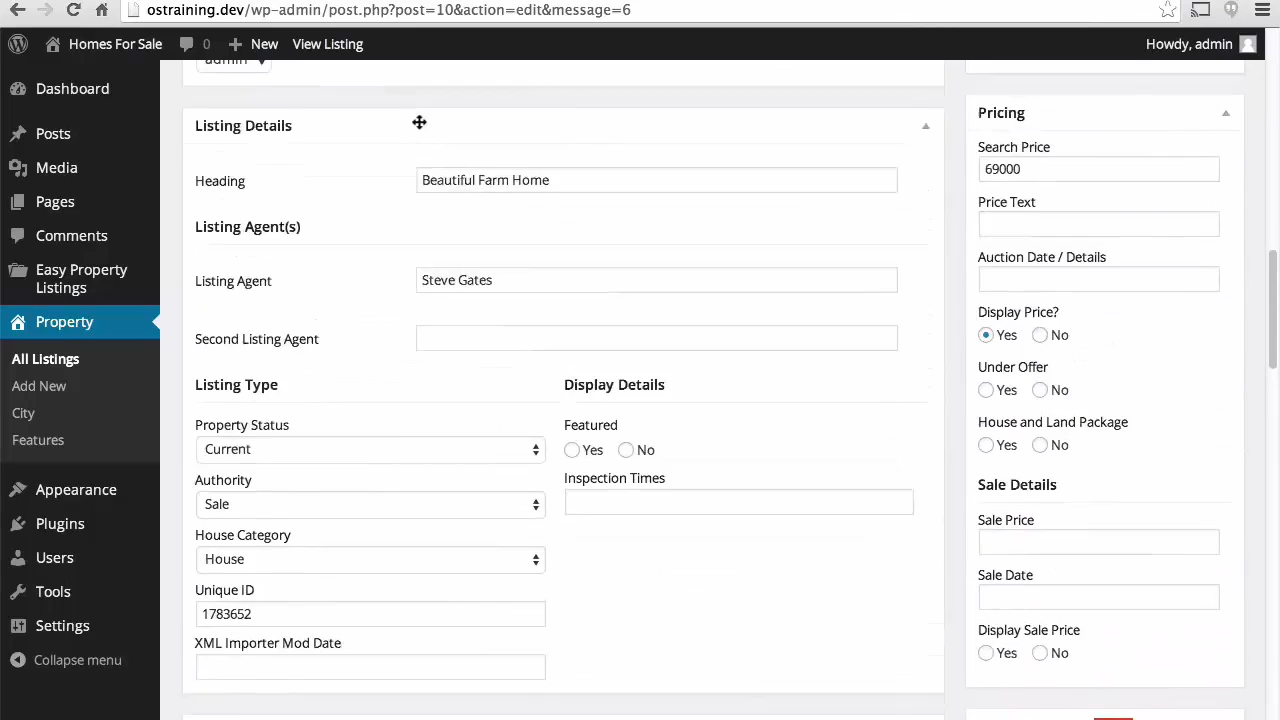 ostraining.dev/wp-admin/post.php?post=10&action=edit&message=6
Homes For Sale
0
New
View Listing
Howdy, admin
Dashboard
Posts
Media
Pages
Comments
Easy Property
Listings
Property
All Listings
Add New
City
Features
Appearance
Plugins
Users
Tools
Settings
Collapse menu
admin
Listing Details
Heading
Beautiful Farm Home
Listing Agent(s)
Listing Agent
Steve Gates
Second Listing Agent
Listing Type
Property Status
Current
Authority
Sale
House Category
House
Unique ID
1783652
XML Importer Mod Date
Display Details
Featured
Yes No
Inspection Times
Pricing
Search Price
69000
Price Text
Auction Date / Details
Display Price?
Yes No
Under Offer
Yes No
House and Land Package
Yes No
Sale Details
Sale Price
Sale Date
Display Sale Price
Yes No